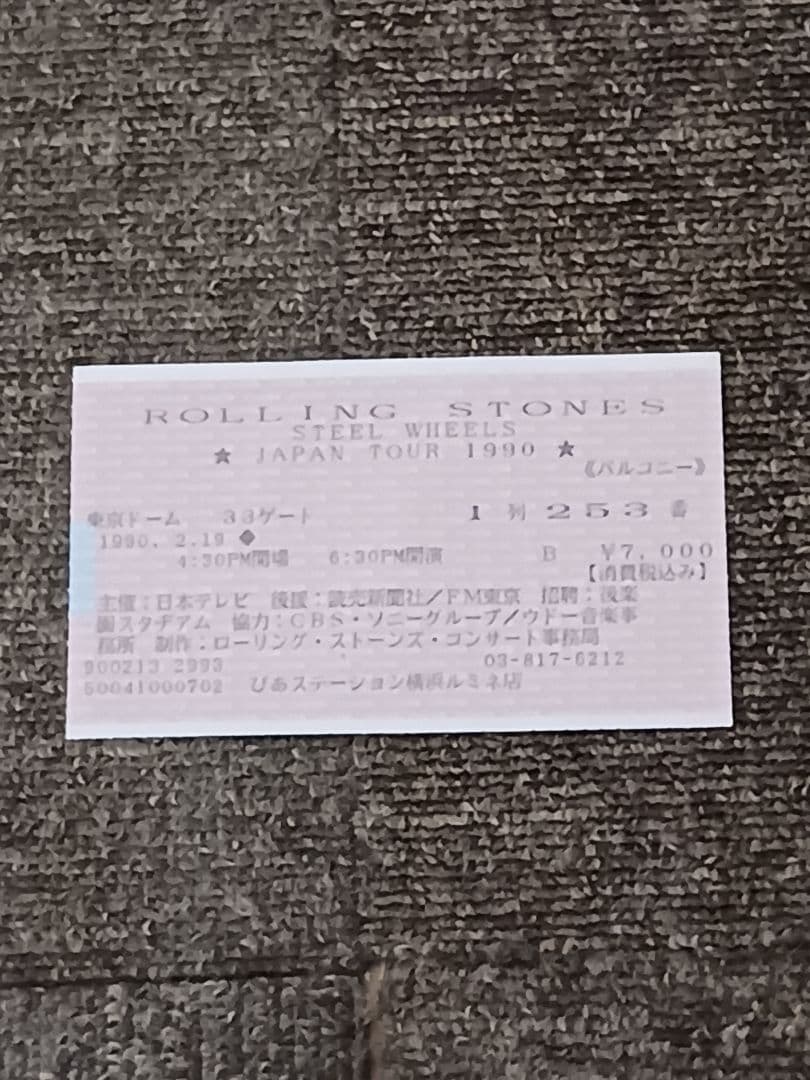 ROLLING STONES
STEEL WHEELS
★ JAPAN TOUR 1990 ★
《バルコニー》
東京ドーム 33ゲート 1列 253番
1990. 2.19 ◆
4:30PM開場 6:30PM開演 B ¥7,000
【消費税込み】
主催:日本テレビ 後援:読売新聞社/FM東京 招聘:後楽
園スタヂアム 協力:CBS・ソニーグループ/ウドー音楽事
務所 制作:ローリング・ストーンズ・コンサート事務局
900213 2993 03-817-6212
50041000702 ぴあステーション横浜ルミネ店